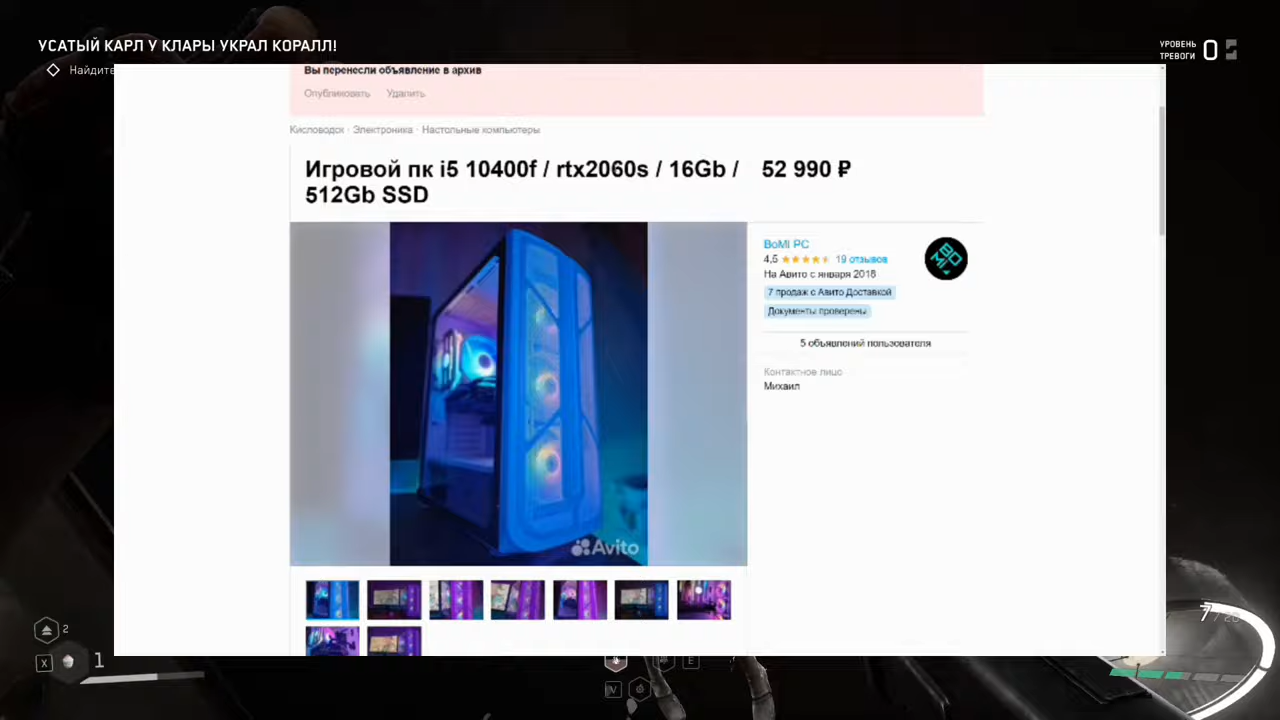 УСАТЫЙ КАРЛ У КЛАРЫ УКРАЛ КОРАЛЛ!
Найдите
УРОВЕНЬ
ТРЕВОГИ
0
Вы перенесли объявление в архив
Опубликовать Удалить
Кисловодск · Электроника · Настольные компьютеры
Игровой пк i5 10400f / rtx2060s / 16Gb /
512Gb SSD
52 990 ₽
BoMi PC
4,5 19 отзывов
На Авито с января 2018
7 продаж с Авито Доставкой
Документы проверены
5 объявлений пользователя
Контактное лицо
Михаил
Avito
2
X 1
E
V
7